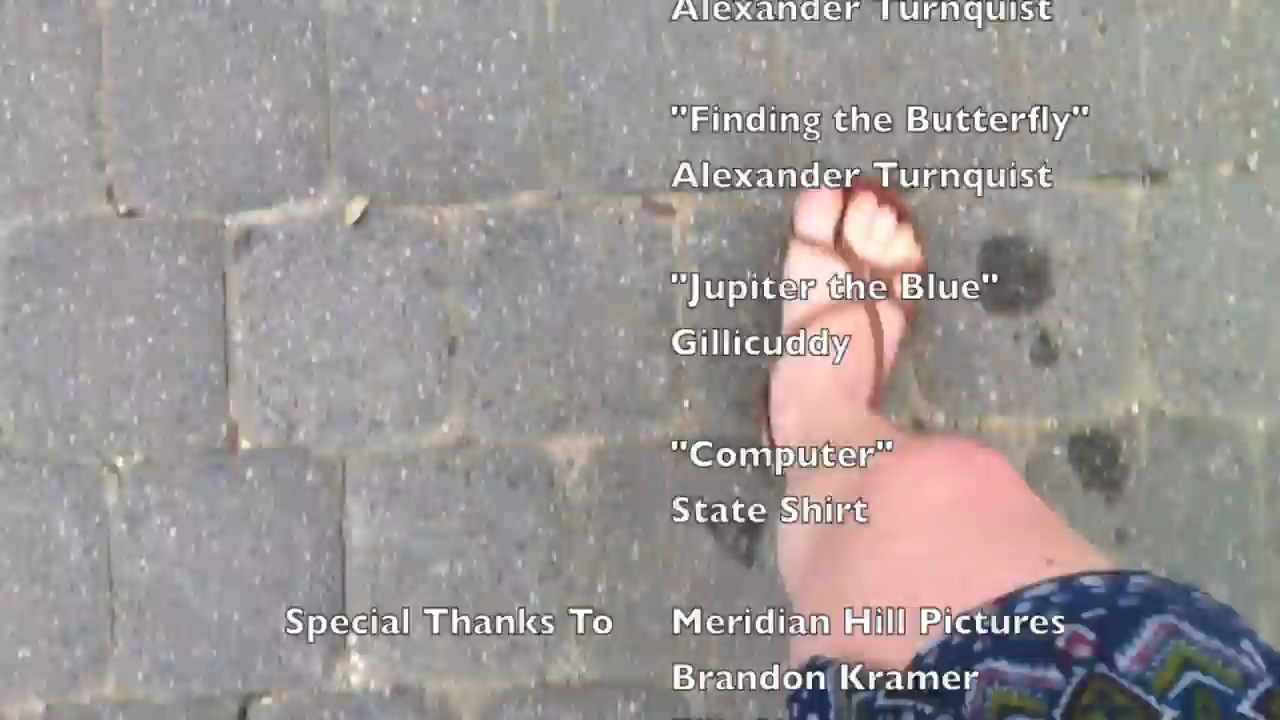 Alexander Turnquist
"Finding the Butterfly"
Alexander Turnquist
"Jupiter the Blue"
Gillicuddy
"Computer"
State Shirt
Special Thanks To Meridian Hill Pictures
Brandon Kramer